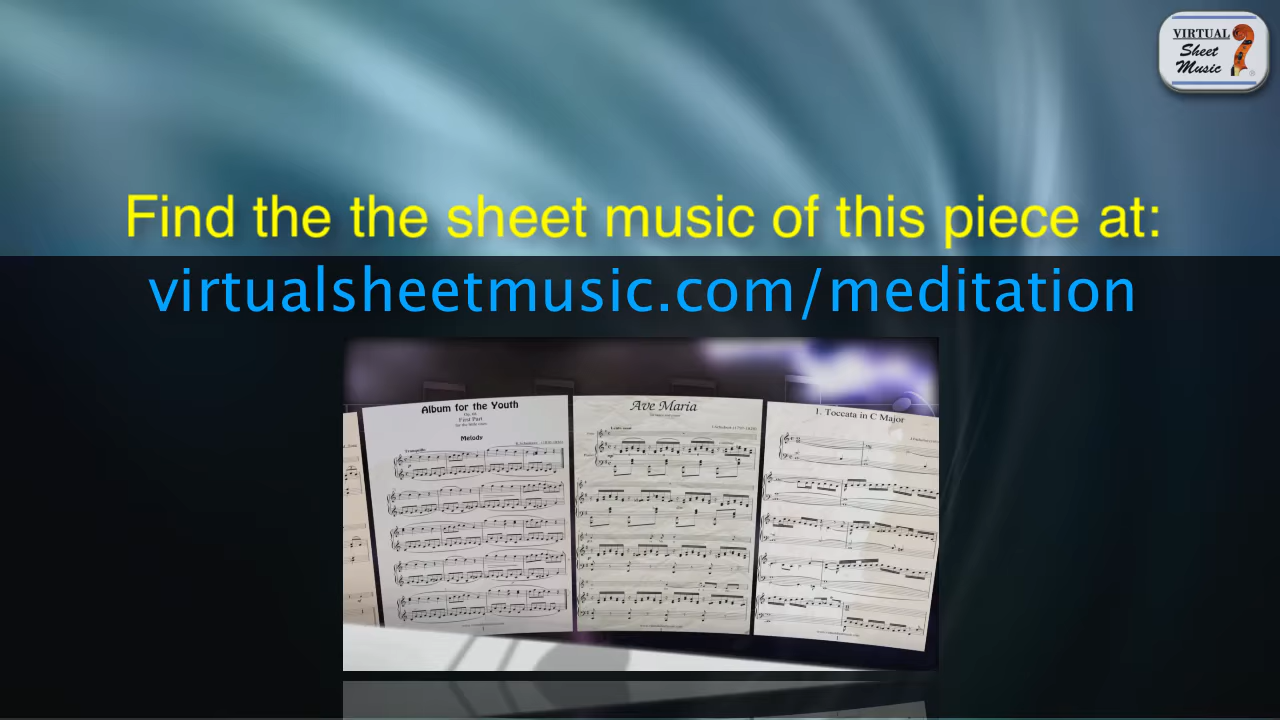 VIRTUAL
Sheet
Music
Find the the sheet music of this piece at:
virtualsheetmusic.com/meditation
Album for the Youth
First Part
Melody
Ave Maria
1. Toccata in C Major